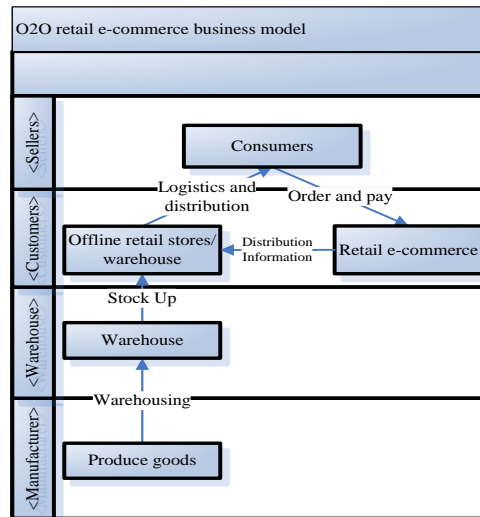 O2O retail e-commerce business model
<Sellers>
Consumers
Logistics and
distribution
Order and pay
<Customers>
Offline retail stores/
warehouse
Distribution
Information
Retail e-commerce
Stock Up
<Warehouse>
Warehouse
Warehousing
<Manufacturer>
Produce goods